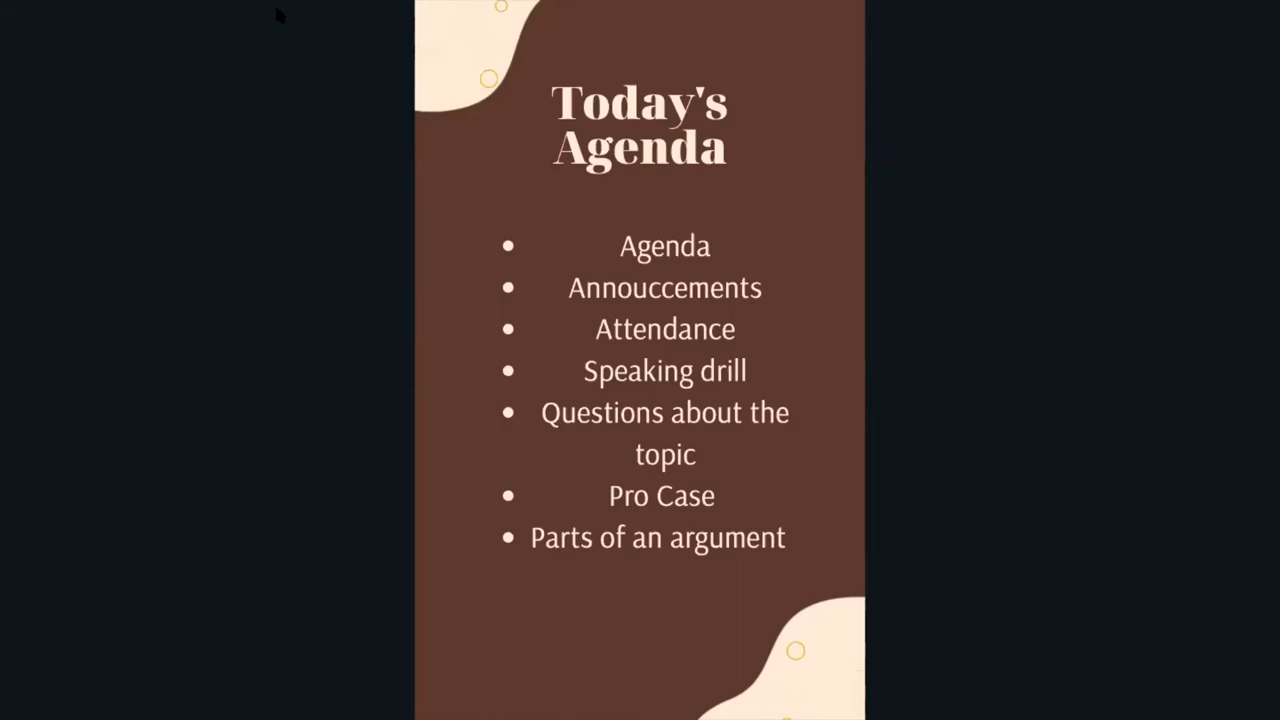 Today's
Agenda
• Agenda
• Annouccements
• Attendance
• Speaking drill
• Questions about the
topic
• Pro Case
• Parts of an argument